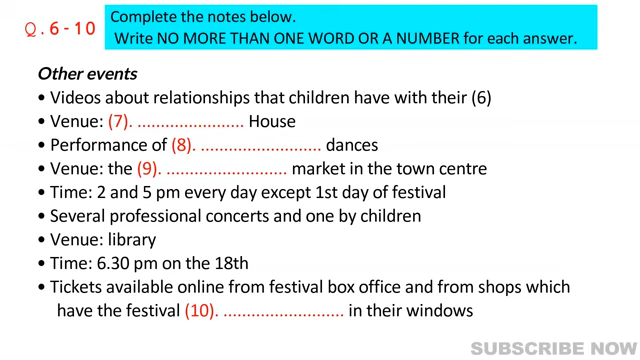 Q.6-10
Complete the notes below.
Write NO MORE THAN ONE WORD OR A NUMBER for each answer.
Other events
• Videos about relationships that children have with their (6)
• Venue: (7). ....................... House
• Performance of (8). ......................... dances
• Venue: the (9). ......................... market in the town centre
• Time: 2 and 5 pm every day except 1st day of festival
• Several professional concerts and one by children
• Venue: library
• Time: 6.30 pm on the 18th
• Tickets available online from festival box office and from shops which
have the festival (10). ......................... in their windows
SUBSCRIBE NOW